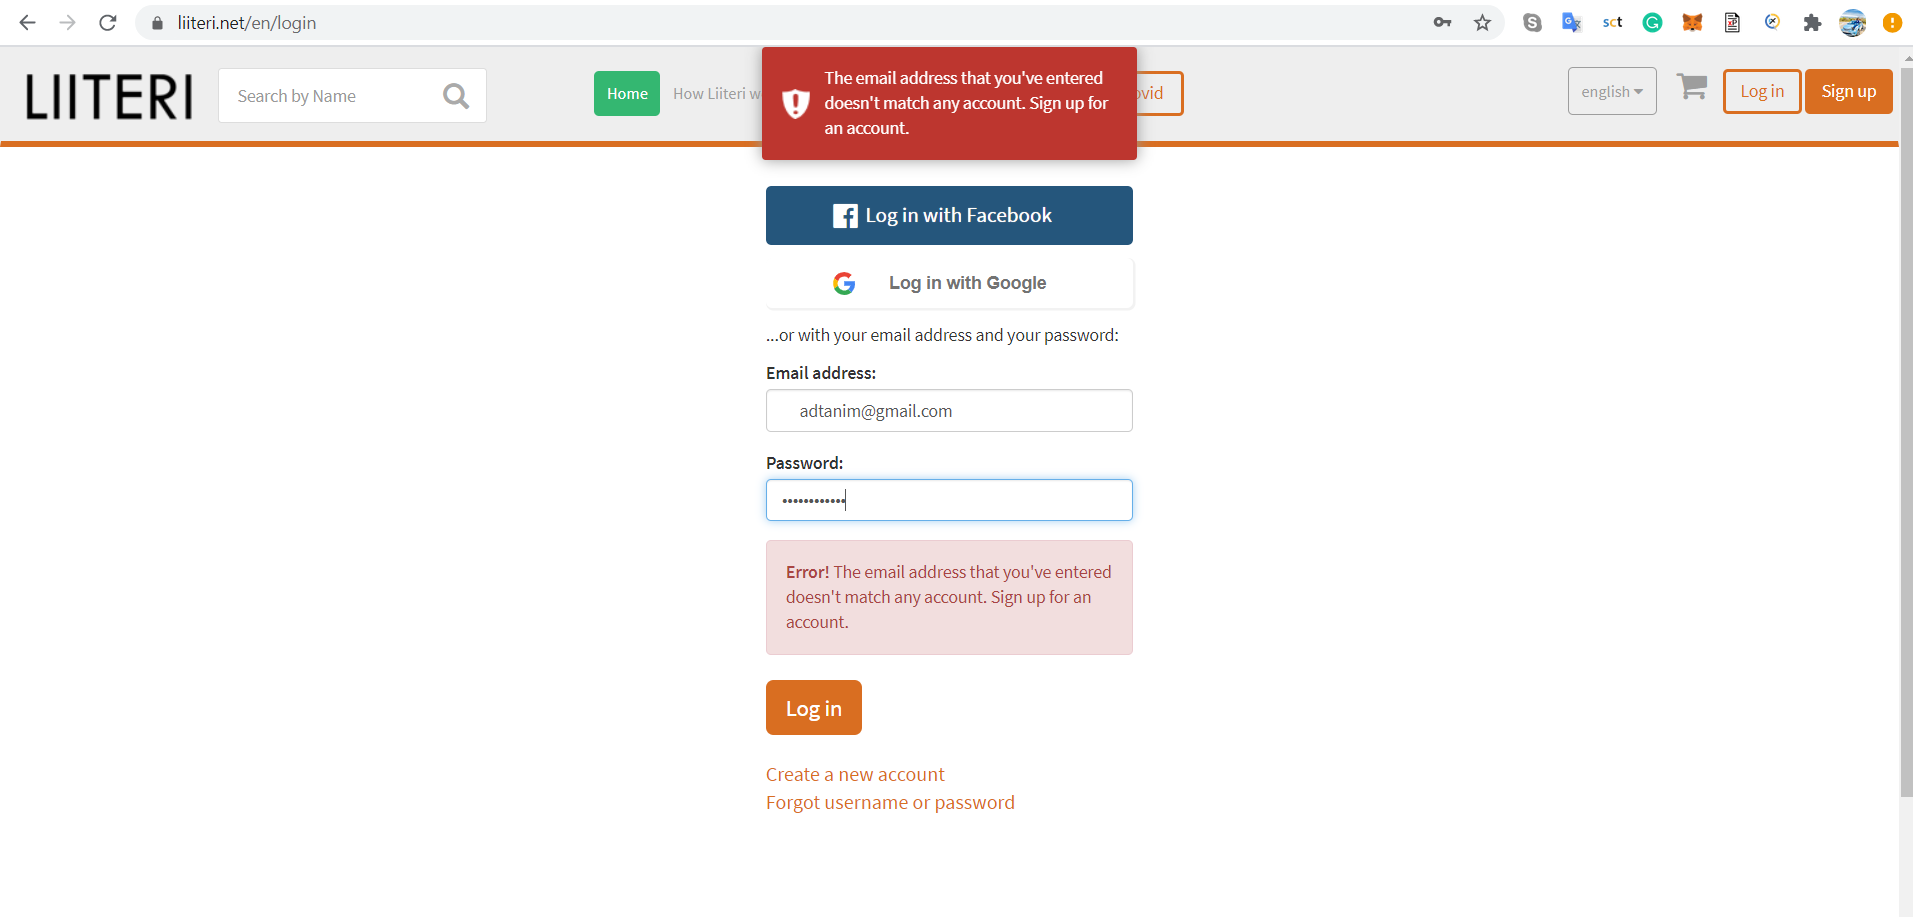 liiteri.net/en/login
sct
LIITERI
Search by Name
Home
How Liiteri w
The email address that you've entered
doesn't match any account. Sign up for
an account.
ovid
english
Log in
Sign up
Log in with Facebook
Log in with Google
...or with your email address and your password:
Email address:
adtanim@gmail.com
Password:
••••••••••••
Error! The email address that you've entered
doesn't match any account. Sign up for an
account.
Log in
Create a new account
Forgot username or password